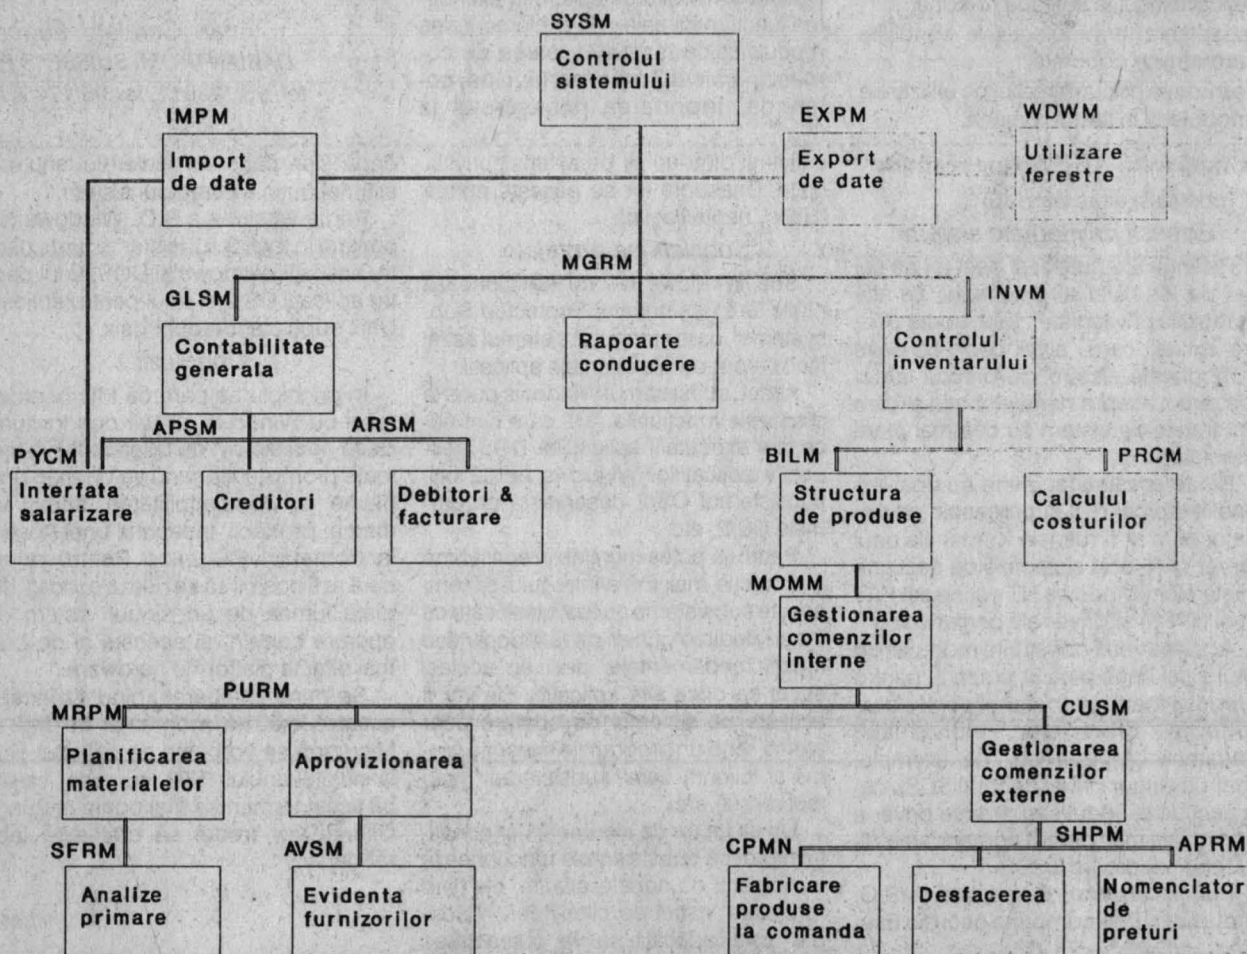 SYSM
Controlul
sistemului
IMPM
Import
de date
EXPM
Export
de date
WDWM
Utilizare
ferestre
MGRM
Rapoarte
conducere
GLSM
Contabilitate
generala
INVM
Controlul
inventarului
APSM
ARSM
PYCM
Interfata
salarizare
Creditori
Debitori &
facturare
BILM
Structura
de produse
PRCM
Calculul
costurilor
MOMM
Gestionarea
comenzilor
interne
PURM
MRPM
Planificarea
materialelor
Aprovizionarea
CUSM
Gestionarea
comenzilor
externe
SFRM
Analize
primare
AVSM
Evidenta
furnizorilor
CPMN
Fabricare
produse
la comanda
SHPM
Desfacerea
APRM
Nomenclator
de
preturi